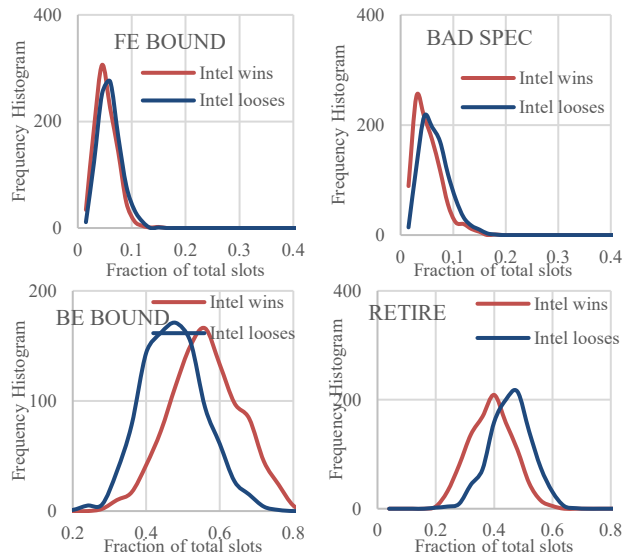 FE BOUND
400
200
0
0 0.1 0.2 0.3 0.4
Frequency Histogram
Fraction of total slots
Intel wins
Intel looses
BAD SPEC
400
200
0
0 0.1 0.2 0.3 0.4
Frequency Histogram
Fraction of total slots
Intel wins
Intel looses
BE BOUND
200
100
0
0.2 0.4 0.6 0.8
Frequency Histogram
Fraction of total slots
Intel wins
Intel looses
RETIRE
400
200
0
0 0.2 0.4 0.6 0.8
Frequency Histogram
Fraction of total slots
Intel wins
Intel looses